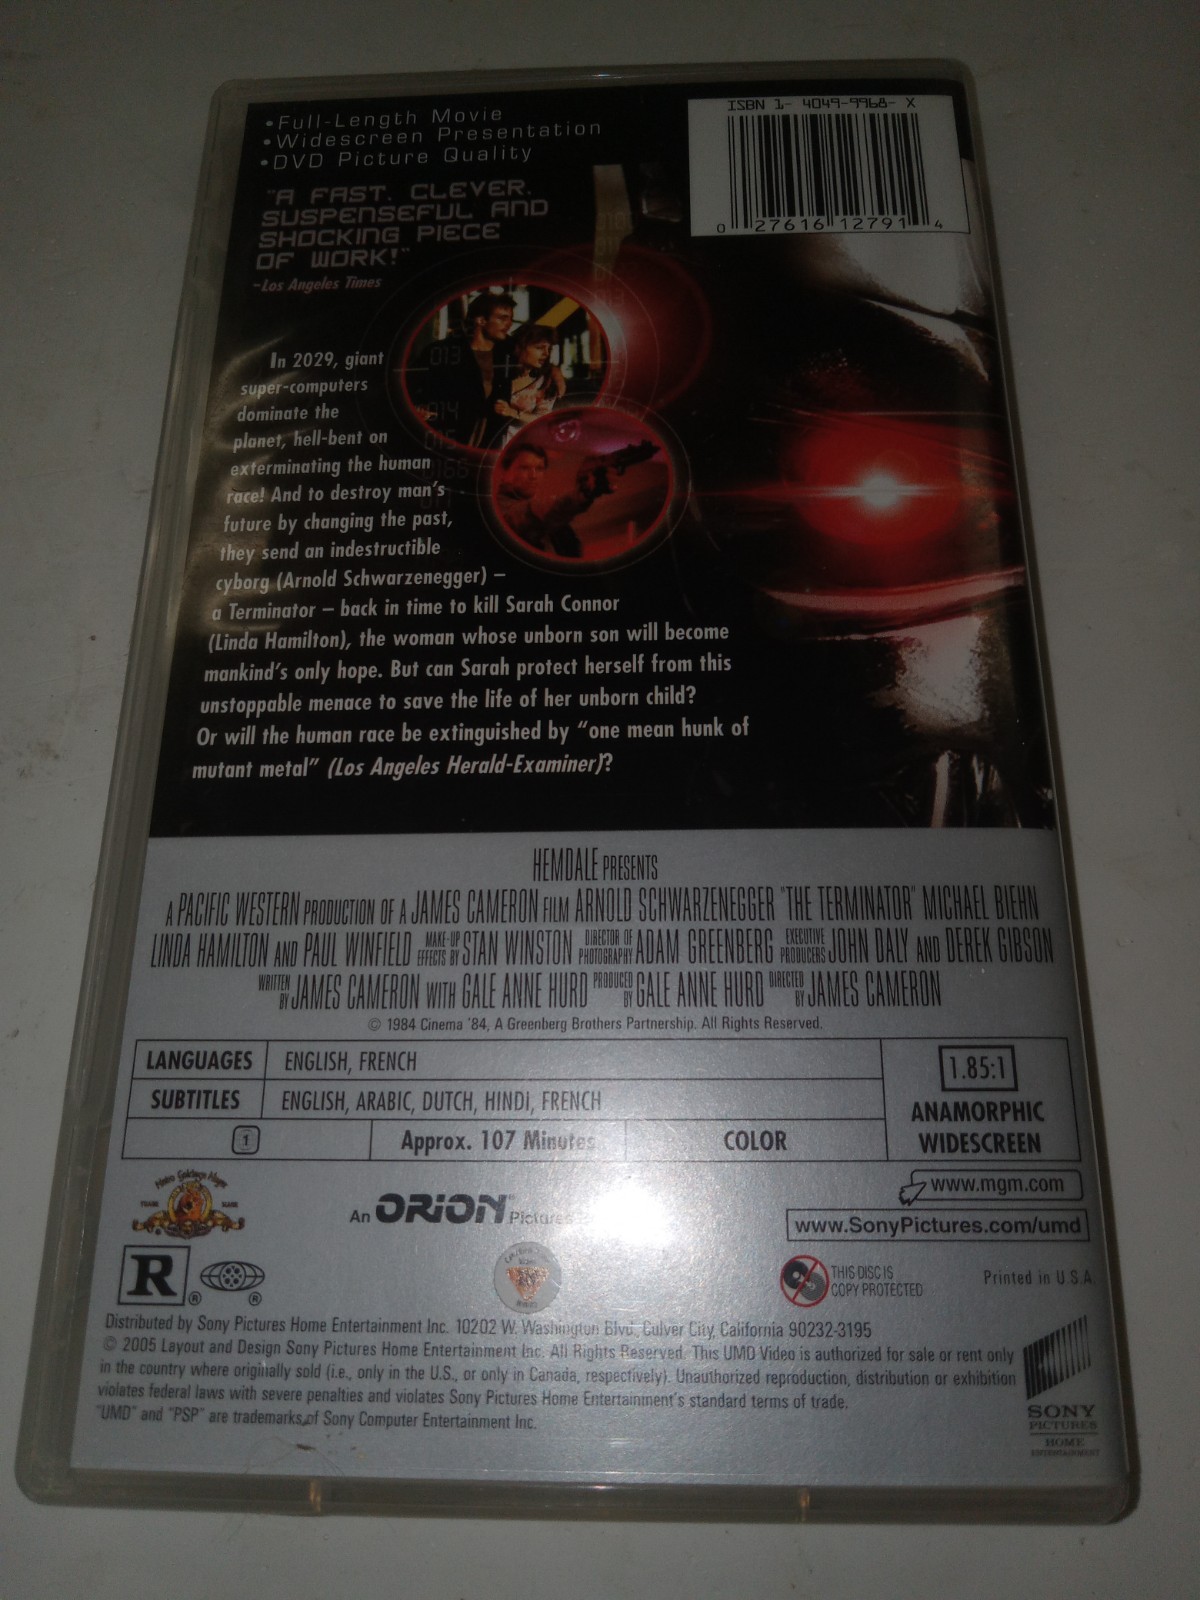 •Full-Length Movie
•Widescreen Presentation
•DVD Picture Quality
ISBN 1- 4049-9968- X
0 27616 12791 4
"A FAST, CLEVER,
SUSPENSEFUL AND
SHOCKING PIECE
OF WORK!"
~Los Angeles Times
In 2029, giant
super-computers
dominate the
planet, hell-bent on
exterminating the human
race! And to destroy man's
future by changing the past,
they send an indestructible
cyborg (Arnold Schwarzenegger) –
a Terminator – back in time to kill Sarah Connor
(Linda Hamilton), the woman whose unborn son will become
mankind's only hope. But can Sarah protect herself from this
unstoppable menace to save the life of her unborn child?
Or will the human race be extinguished by "one mean hunk of
mutant metal" (Los Angeles Herald-Examiner)?
013
014
015
HEMDALE PRESENTS
A PACIFIC WESTERN PRODUCTION OF A JAMES CAMERON FILM ARNOLD SCHWARZENEGGER "THE TERMINATOR" MICHAEL BIEHN
LINDA HAMILTON AND PAUL WINFIELD MAKE-UP EFFECTS BY STAN WINSTON DIRECTOR OF PHOTOGRAPHY ADAM GREENBERG EXECUTIVE PRODUCERS JOHN DALY AND DEREK GIBSON
WRITTEN BY JAMES CAMERON WITH GALE ANNE HURD PRODUCED BY GALE ANNE HURD DIRECTED BY JAMES CAMERON
© 1984 Cinema '84, A Greenberg Brothers Partnership. All Rights Reserved.
LANGUAGES ENGLISH, FRENCH
SUBTITLES ENGLISH, ARABIC, DUTCH, HINDI, FRENCH
1 Approx. 107 Minutes COLOR
1.85:1
ANAMORPHIC
WIDESCREEN
Metro Goldwyn Mayer
TRADE MARK
An ORION Pictures
www.mgm.com
www.SonyPictures.com/umd
R ® ®
THIS DISC IS
COPY PROTECTED
Printed in U.S.A.
Distributed by Sony Pictures Home Entertainment Inc. 10202 W. Washington Blvd. Culver City, California 90232-3195
© 2005 Layout and Design Sony Pictures Home Entertainment Inc. All Rights Reserved. This UMD Video is authorized for sale or rent only
in the country where originally sold (i.e., only in the U.S., or only in Canada, respectively). Unauthorized reproduction, distribution or exhibition
violates federal laws with severe penalties and violates Sony Pictures Home Entertainment's standard terms of trade.
"UMD" and "PSP" are trademarks of Sony Computer Entertainment Inc.
SONY
PICTURES
HOME
ENTERTAINMENT